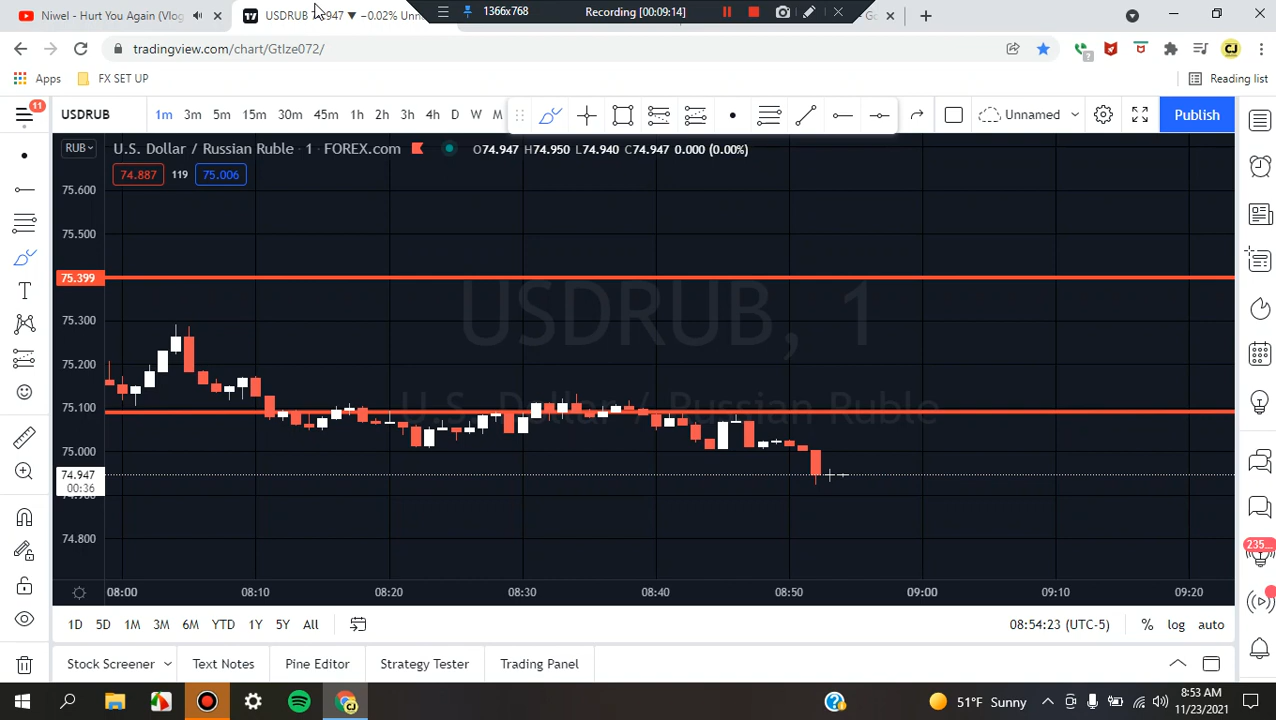 Niwel - Hurt You Again (Vlog
USDRUB 74.947 ▼ −0.02% Unn
1366x768
Recording [00:09:14]
tradingview.com/chart/GtIze072/
Apps
FX SET UP
Reading list
11
USDRUB
1m 3m 5m 15m 30m 45m 1h 2h 3h 4h D W M
Unnamed
Publish
RUB
U.S. Dollar / Russian Ruble · 1 · FOREX.com
O74.947 H74.950 L74.940 C74.947 0.000 (0.00%)
74.887 119 75.006
75.600
75.500
75.399
75.300
75.200
75.100
75.000
74.947
00:36
74.900
74.800
USDRUB, 1
U.S. Dollar / Russian Ruble
08:00 08:10 08:20 08:30 08:40 08:50 09:00 09:10 09:20
1D 5D 1M 3M 6M YTD 1Y 5Y All
08:54:23 (UTC-5)
% log auto
Stock Screener
Text Notes
Pine Editor
Strategy Tester
Trading Panel
235...
51°F Sunny
8:53 AM
11/23/2021